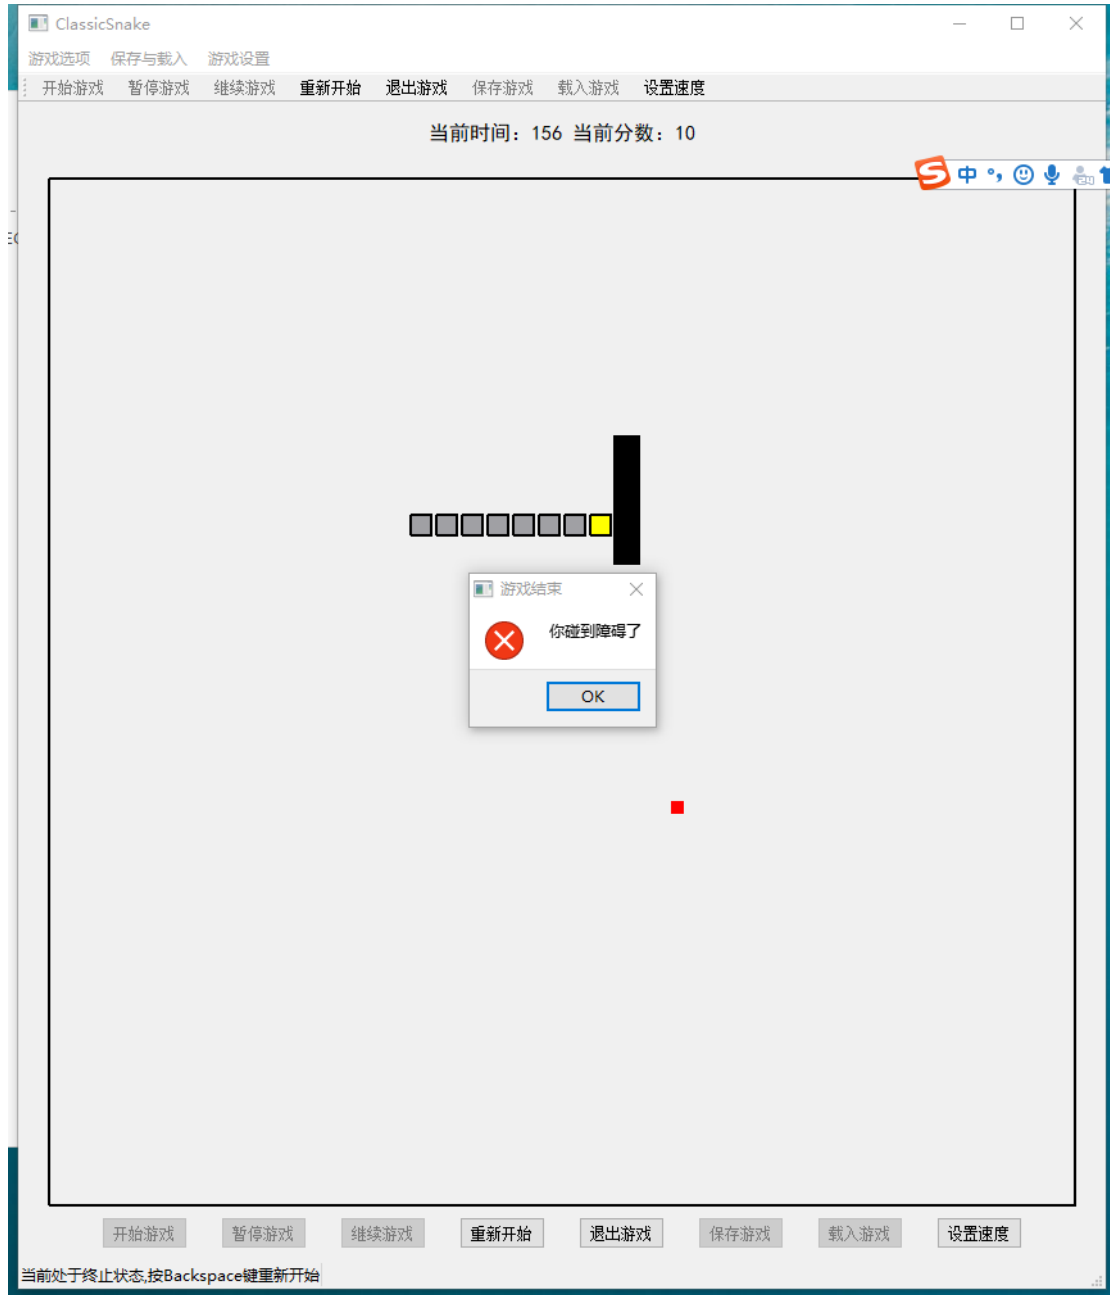 ClassicSnake
游戏选项 保存与载入 游戏设置
开始游戏 暂停游戏 继续游戏 重新开始 退出游戏 保存游戏 载入游戏 设置速度
当前时间：156 当前分数：10
中
游戏结束
你碰到障碍了
OK
开始游戏 暂停游戏 继续游戏 重新开始 退出游戏 保存游戏 载入游戏 设置速度
当前处于终止状态,按Backspace键重新开始